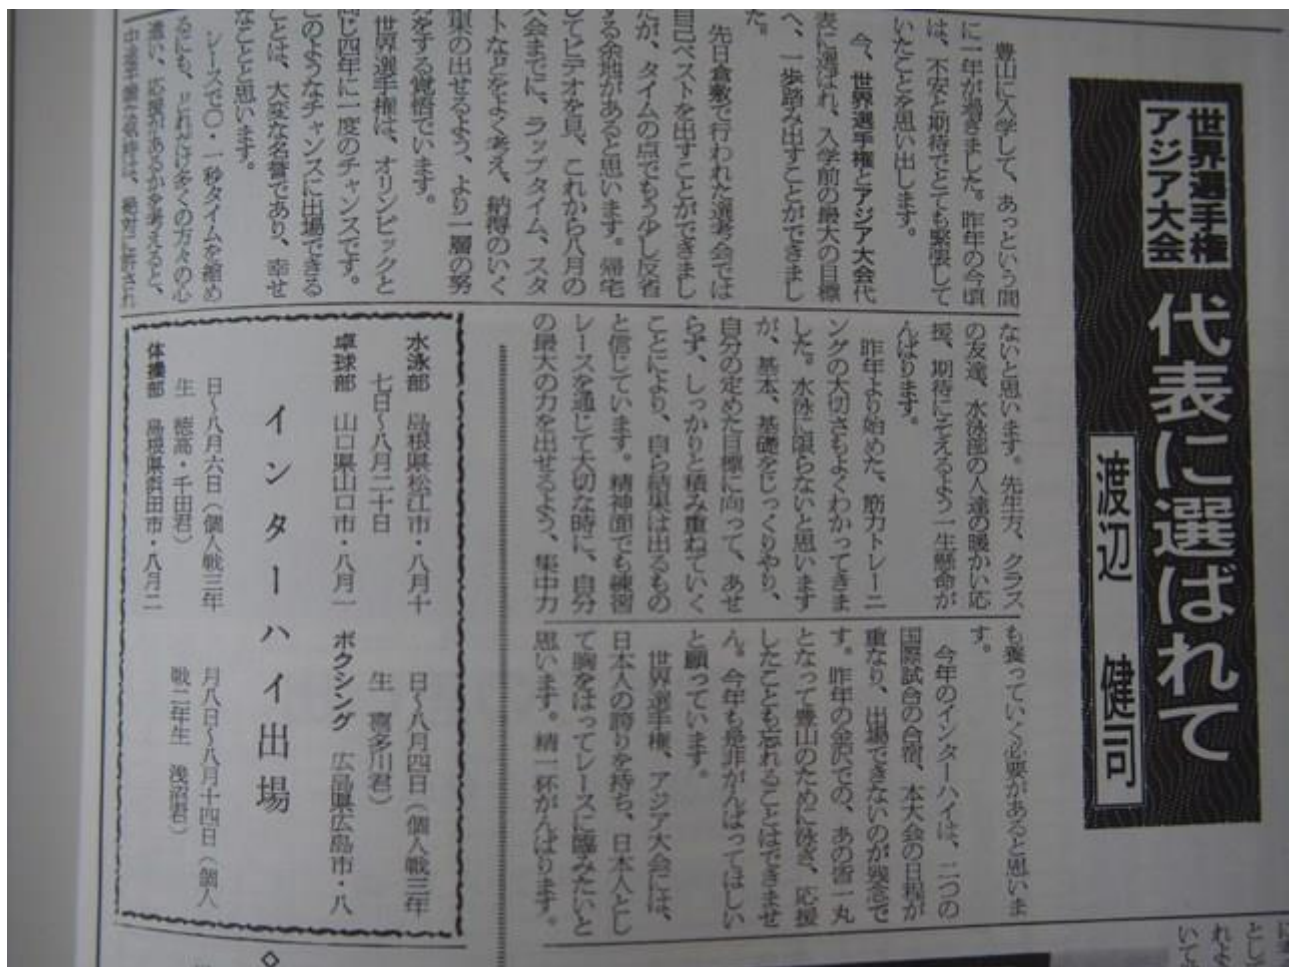 世界選手権
アジア大会
代表に選ばれて
渡辺 健司
豊山に入学して、あっという間
に一年が過ぎました。昨年の今頃
は、不安と期待でとても緊張して
いたことを思い出します。
今、世界選手権とアジア大会代
表に選ばれ、入学前の最大の目標
へ、一歩踏み出すことができまし
た。
先日倉敷で行われた選考会では
自己ベストを出すことができまし
たが、タイムの点でもう少し反省
する余地があると思います。帰宅
してビデオを見、これから八月の
大会までに、ラップタイム、スタ
ートなどをよく考え、納得のいく
結果の出せるよう、より一層の努
力をする覚悟でいます。
世界選手権は、オリンピックと
同じ四年に一度のチャンスです。
このようなチャンスに出場できる
ことは、大変な名誉であり、幸せ
なことと思います。
レースで〇・一秒タイムを縮め
るにも、どれだけ多くの方々の心
遣い、応援があるかを考えると、
中途半端な気持は、絶対に許され
ないと思います。先生方、クラス
の友達、水泳部の人達の暖かい応
援、期待にそえるよう一生懸命が
んばります。
昨年より始めた、筋力トレーニ
ングの大切さもよくわかってきま
した。水泳に限らないと思います
が、基本、基礎をじっくりやり、
自分の定めた目標に向って、あせ
らず、しっかりと積み重ねていく
ことにより、自ら結果は出るもの
と信じています。精神面でも練習
レースを通じて大切な時に、自分
の最大の力を出せるよう、集中力
も養っていく必要があると思いま
す。
今年のインターハイは、二つの
国際試合の合宿、本大会の日程が
重なり、出場できないのが残念で
す。昨年の金沢での、あの皆一丸
となって豊山のために泳ぎ、応援
したことも忘れることはできませ
ん。今年も是非がんばってほしい
と願っています。
世界選手権、アジア大会には、
日本人の誇りを持ち、日本人とし
て胸をはってレースに臨みたいと
思います。精一杯がんばります。
インターハイ出場
水泳部 島根県松江市・八月十
七日〜八月二十日
卓球部 山口県山口市・八月一
日〜八月六日（個人戦三年
生 徳高・千田君）
体操部 島根県斜田市・八月二
日〜八月四日（個人戦三年
生 喜多川君）
ボクシング 広島県広島市・八
月八日〜八月十四日（個人
戦二年生 浅沼君）